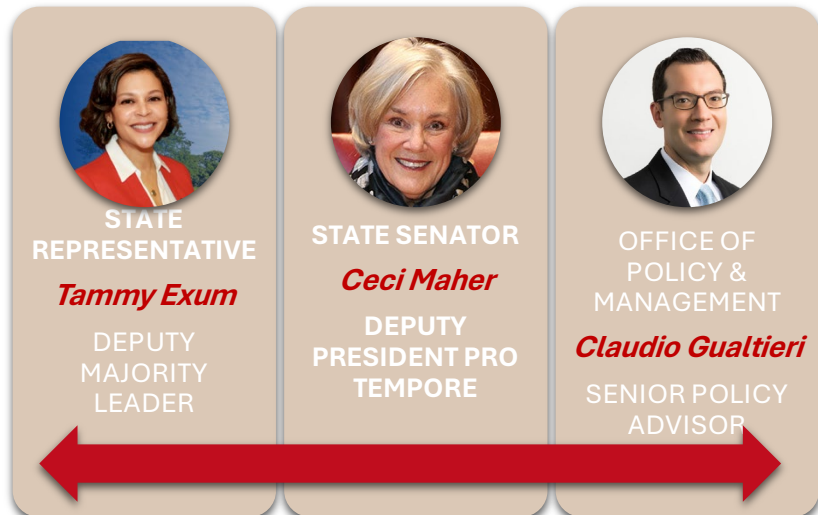 STATE
REPRESENTATIVE
Tammy Exum
DEPUTY
MAJORITY
LEADER
STATE SENATOR
Ceci Maher
DEPUTY
PRESIDENT PRO
TEMPORE
OFFICE OF
POLICY &
MANAGEMENT
Claudio Gualtieri
SENIOR POLICY
ADVISOR